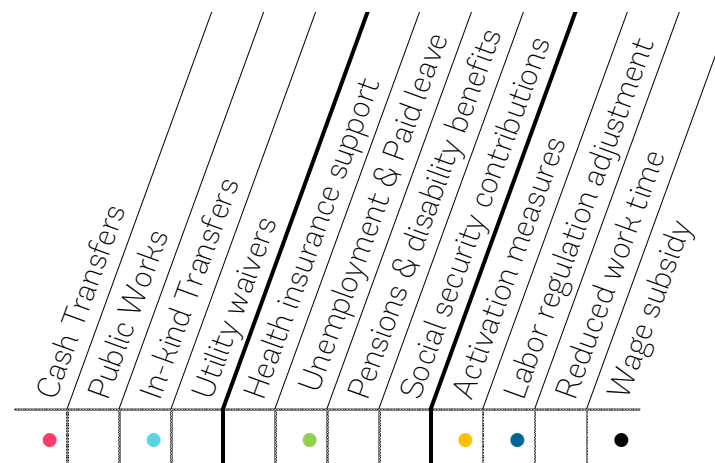 Cash Transfers
Public Works
In-kind Transfers
Utility waivers
Health insurance support
Unemployment & Paid leave
Pensions & disability benefits
Social security contributions
Activation measures
Labor regulation adjustment
Reduced work time
Wage subsidy